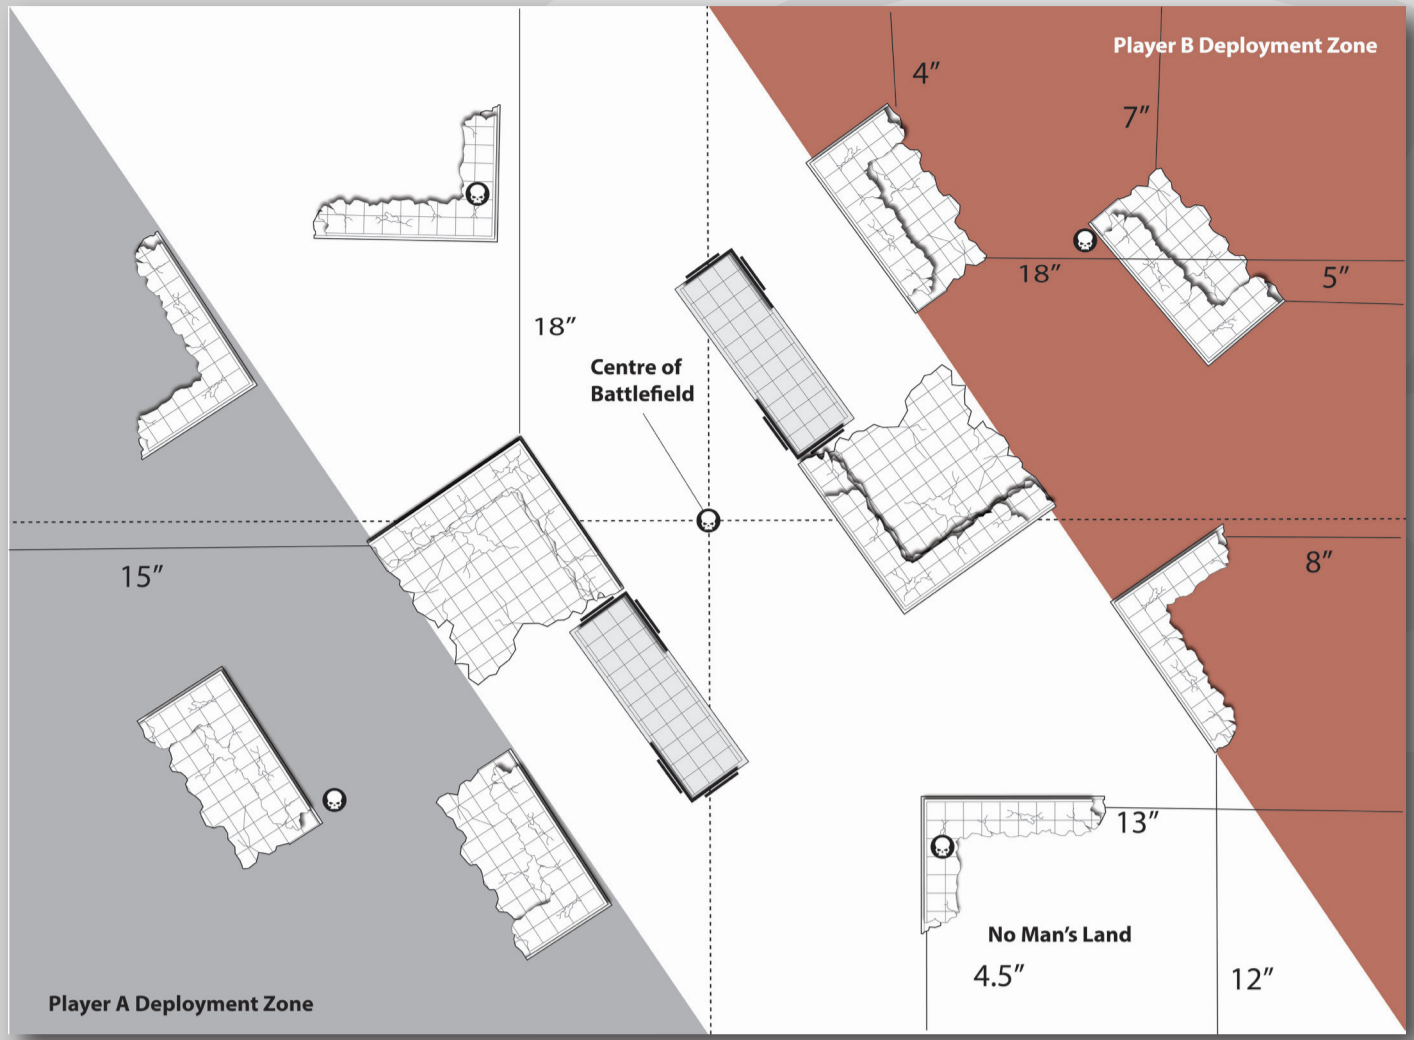 Player B Deployment Zone
4”
7”
18”
5”
18”
Centre of
Battlefield
15”
8”
13”
No Man’s Land
4.5”
12”
Player A Deployment Zone